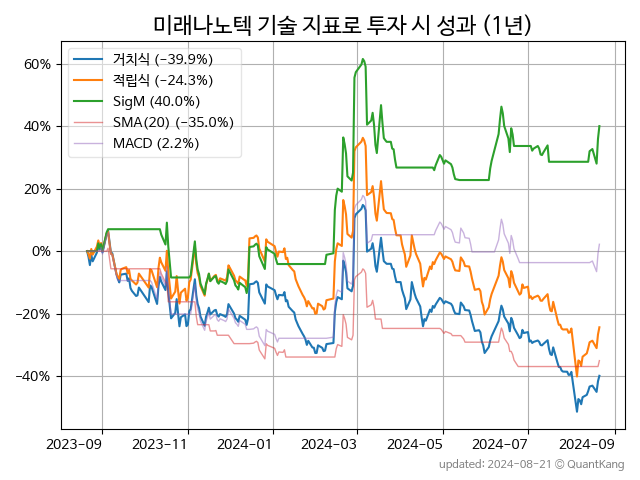 미래나노텍 기술 지표로 투자 시 성과 (1년)
거치식 (−39.9%)
적립식 (−24.3%)
SigM (40.0%)
SMA(20) (−35.0%)
MACD (2.2%)
60%
40%
20%
0%
−20%
−40%
2023-09 2023-11 2024-01 2024-03 2024-05 2024-07 2024-09
updated: 2024-08-21 © QuantKang